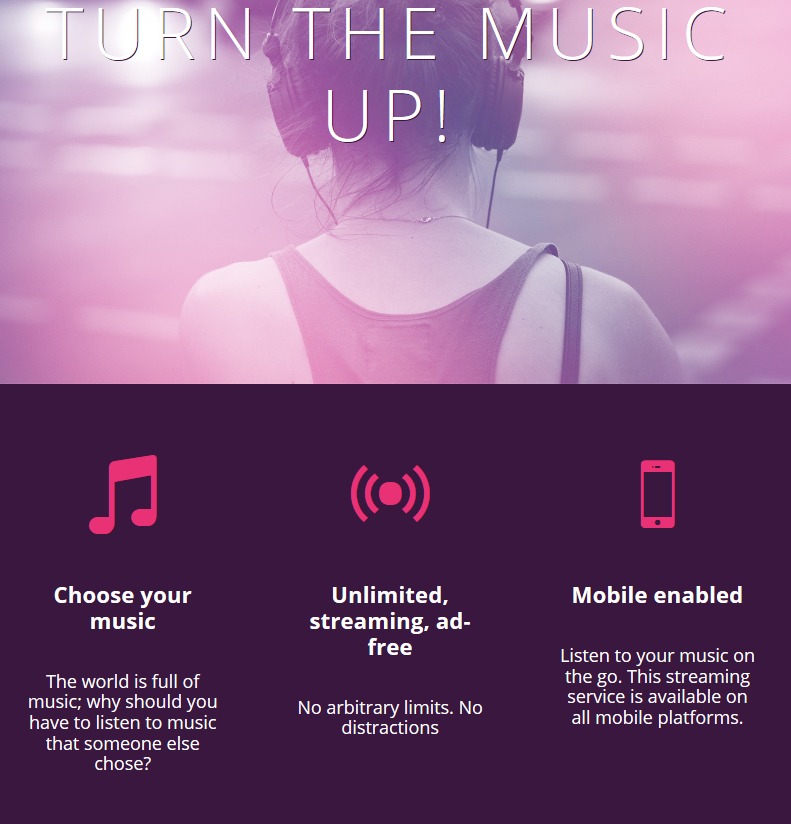 TURN THE MUSIC
UP!
Choose your
music
The world is full of
music; why should you
have to listen to music
that someone else
chose?
Unlimited,
streaming, ad-
free
No arbitrary limits. No
distractions
Mobile enabled
Listen to your music on
the go. This streaming
service is available on
all mobile platforms.